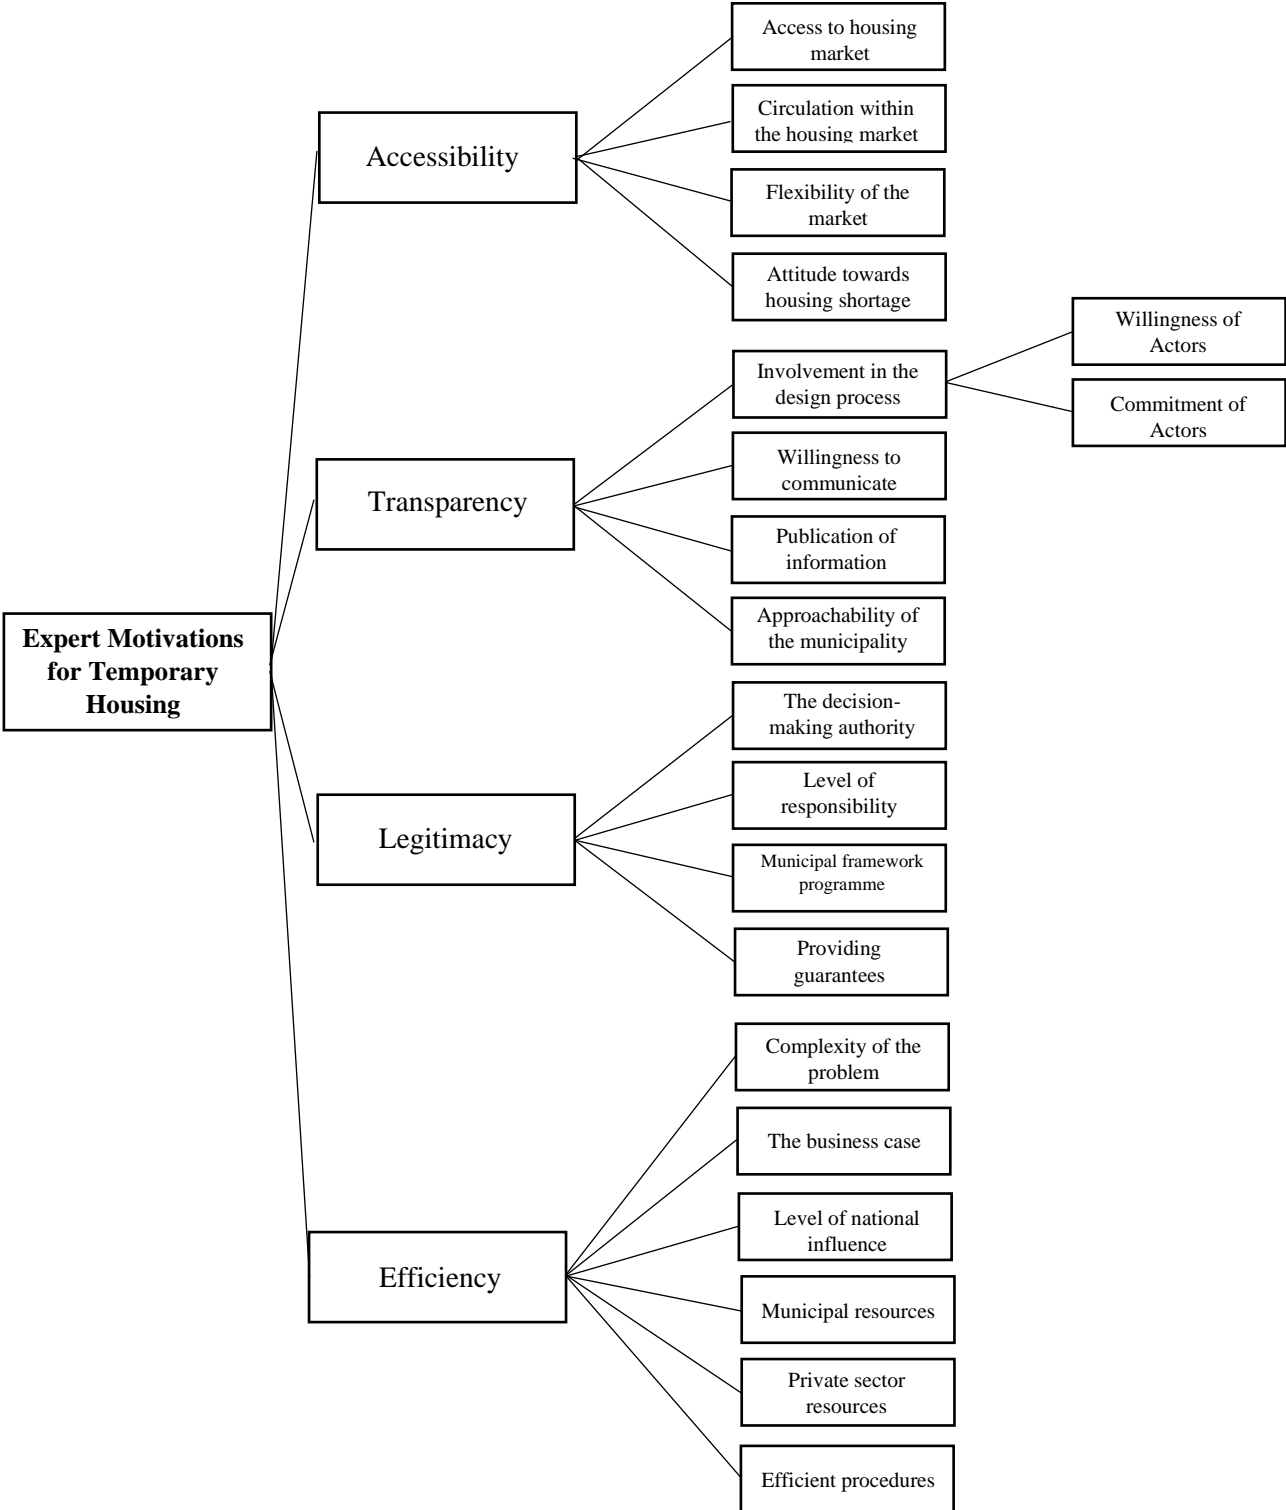 Expert Motivations
for Temporary
Housing
Accessibility
Access to housing
market
Circulation within
the housing market
Flexibility of the
market
Attitude towards
housing shortage
Transparency
Involvement in the
design process
Willingness of
Actors
Commitment of
Actors
Willingness to
communicate
Publication of
information
Approachability of
the municipality
Legitimacy
The decision-
making authority
Level of
responsibility
Municipal framework
programme
Providing
guarantees
Efficiency
Complexity of the
problem
The business case
Level of national
influence
Municipal resources
Private sector
resources
Efficient procedures